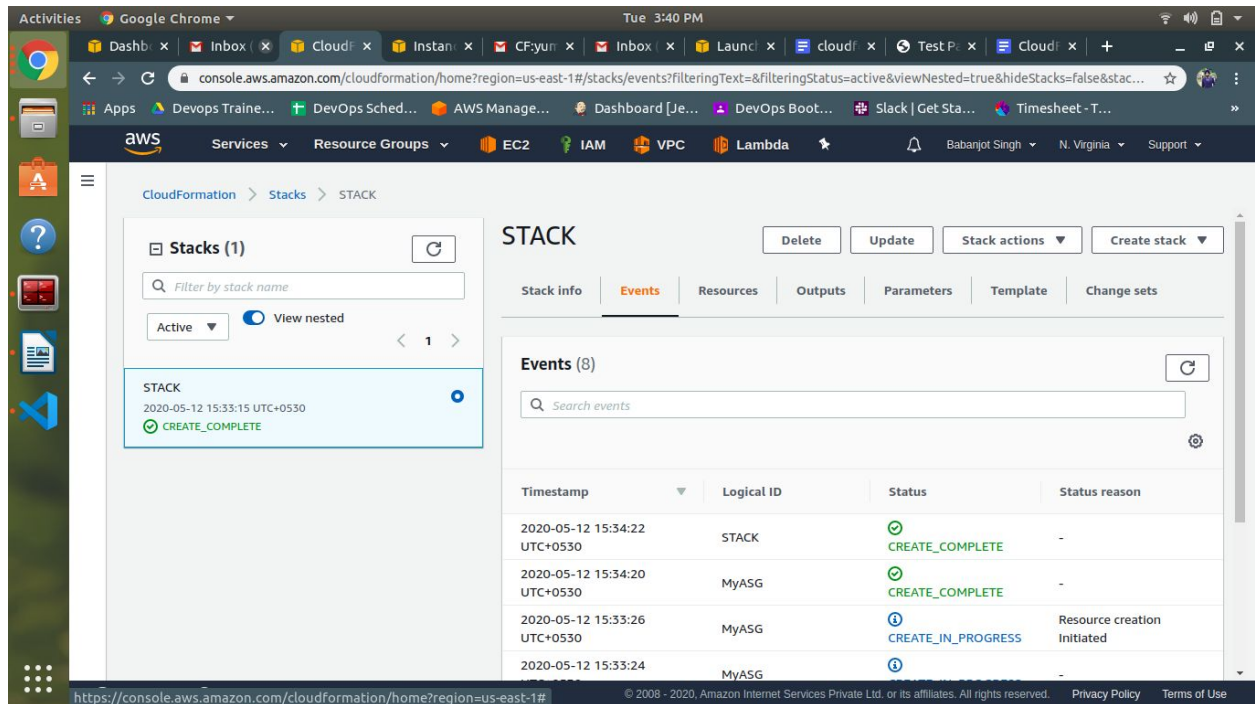 Activities Google Chrome ▾ Tue 3:40 PM
Dashb Inbox ( CloudF Instan CF:yum Inbox ( Launch cloudf Test Pa Cloudf
console.aws.amazon.com/cloudformation/home?region=us-east-1#/stacks/events?filteringText=&filteringStatus=active&viewNested=true&hideStacks=false&stac...
Apps Devops Traine... DevOps Sched... AWS Manage... Dashboard [Je... DevOps Boot... Slack | Get Sta... Timesheet - T... »
aws Services Resource Groups EC2 IAM VPC Lambda Babanjot Singh N. Virginia Support
CloudFormation > Stacks > STACK
Stacks (1)
Filter by stack name
Active View nested
< 1 >
STACK
2020-05-12 15:33:15 UTC+0530
CREATE_COMPLETE
STACK Delete Update Stack actions Create stack
Stack info Events Resources Outputs Parameters Template Change sets
Events (8)
Search events
Timestamp Logical ID Status Status reason
2020-05-12 15:34:22
UTC+0530 STACK CREATE_COMPLETE -
2020-05-12 15:34:20
UTC+0530 MyASG CREATE_COMPLETE -
2020-05-12 15:33:26 Resource creation
UTC+0530 MyASG CREATE_IN_PROGRESS Initiated
2020-05-12 15:33:24
MyASG -
https://console.aws.amazon.com/cloudformation/home?region=us-east-1# © 2008 - 2020, Amazon Internet Services Private Ltd. or its affiliates. All rights reserved. Privacy Policy Terms of Use